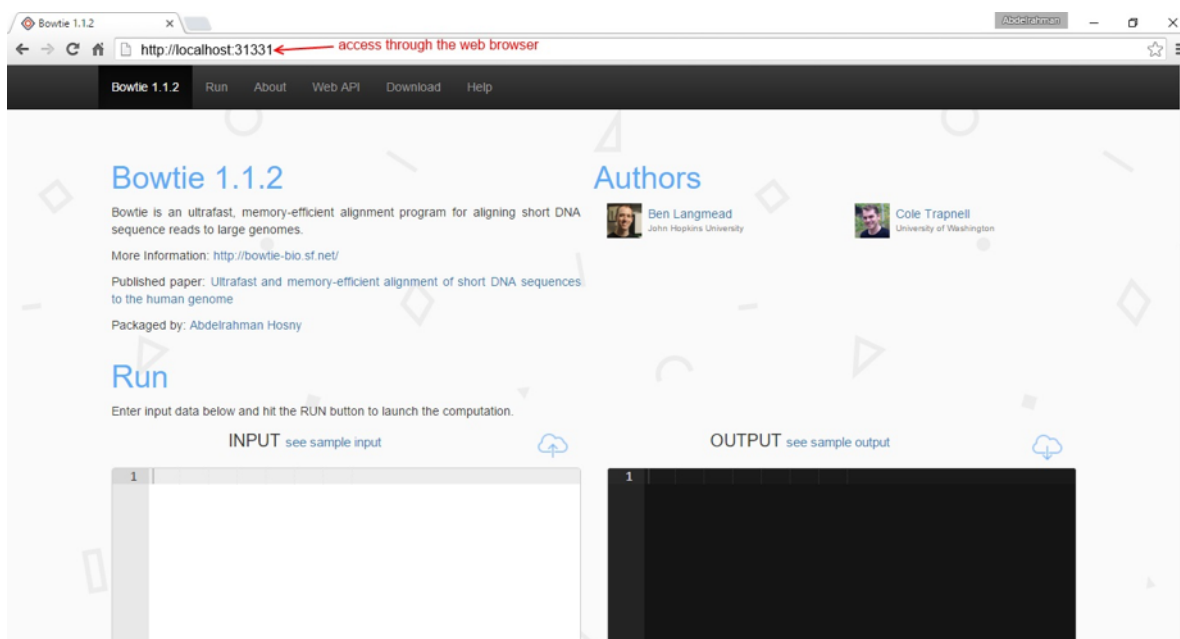 Bowtie 1.1.2
Abdelrahman
http://localhost:31331
access through the web browser
Bowtie 1.1.2 Run About Web API Download Help
Bowtie 1.1.2
Bowtie is an ultrafast, memory-efficient alignment program for aligning short DNA
sequence reads to large genomes.
More Information: http://bowtie-bio.sf.net/
Published paper: Ultrafast and memory-efficient alignment of short DNA sequences
to the human genome
Packaged by: Abdelrahman Hosny
Authors
Ben Langmead
John Hopkins University
Cole Trapnell
University of Washington
Run
Enter input data below and hit the RUN button to launch the computation.
INPUT see sample input
1
OUTPUT see sample output
1